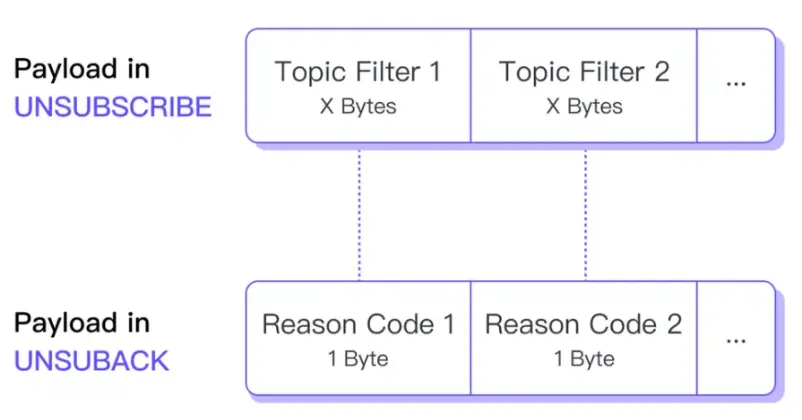 Payload in
UNSUBSCRIBE
Topic Filter 1
X Bytes
Topic Filter 2
X Bytes
...
Payload in
UNSUBACK
Reason Code 1
1 Byte
Reason Code 2
1 Byte
...